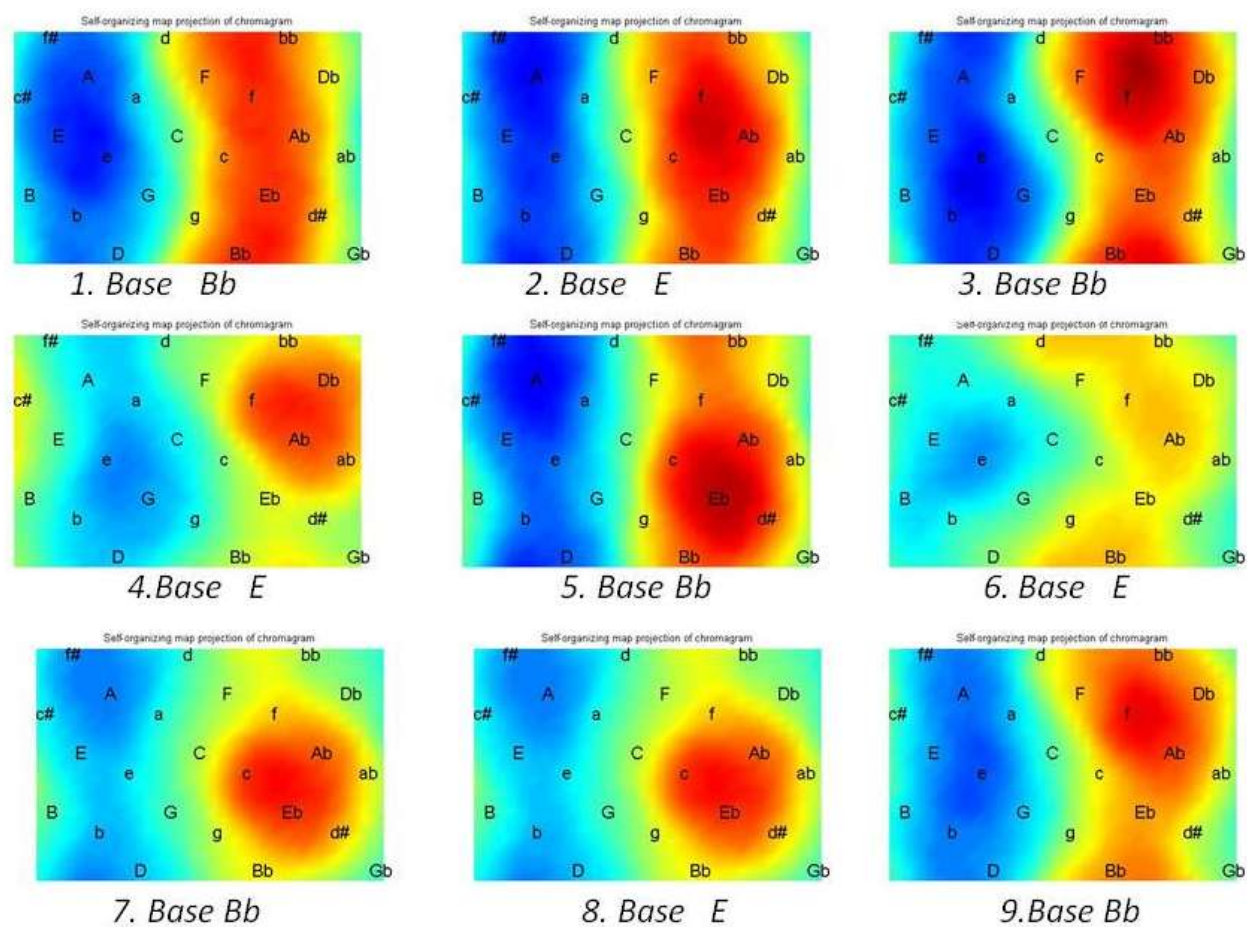 Self-organizing map projection of chromagram Self-organizing map projection of chromagram Self-organizing map projection of chromagram
f# d bb f# d bb f# d bb
A F Db A F Db A F Db
c# a f c# a f c# a f
E C Ab E C Ab E C Ab
e c ab e c ab e c ab
B G Eb B G Eb B G Eb
b g d# b g d# b g d#
D Bb Gb D Bb Gb D Bb Gb
1. Base Bb 2. Base E 3. Base Bb
Self-organizing map projection of chromagram Self-organizing map projection of chromagram Self-organizing map projection of chromagram
f# d bb f# d bb f# d bb
A F Db A F Db A F Db
c# a f c# a f c# a f
E C Ab E C Ab E C Ab
e c ab e c ab e c ab
B G Eb B G Eb B G Eb
b g d# b g d# b g d#
D Bb Gb D Bb Gb D Bb Gb
4.Base E 5. Base Bb 6. Base E
Self-organizing map projection of chromagram Self-organizing map projection of chromagram Self-organizing map projection of chromagram
f# d bb f# d bb f# d bb
A F Db A F Db A F Db
c# a f c# a f c# a f
E C Ab E C Ab E C Ab
e c ab e c ab e c ab
B G Eb B G Eb B G Eb
b g d# b g d# b g d#
D Bb Gb D Bb Gb D Bb Gb
7. Base Bb 8. Base E 9.Base Bb